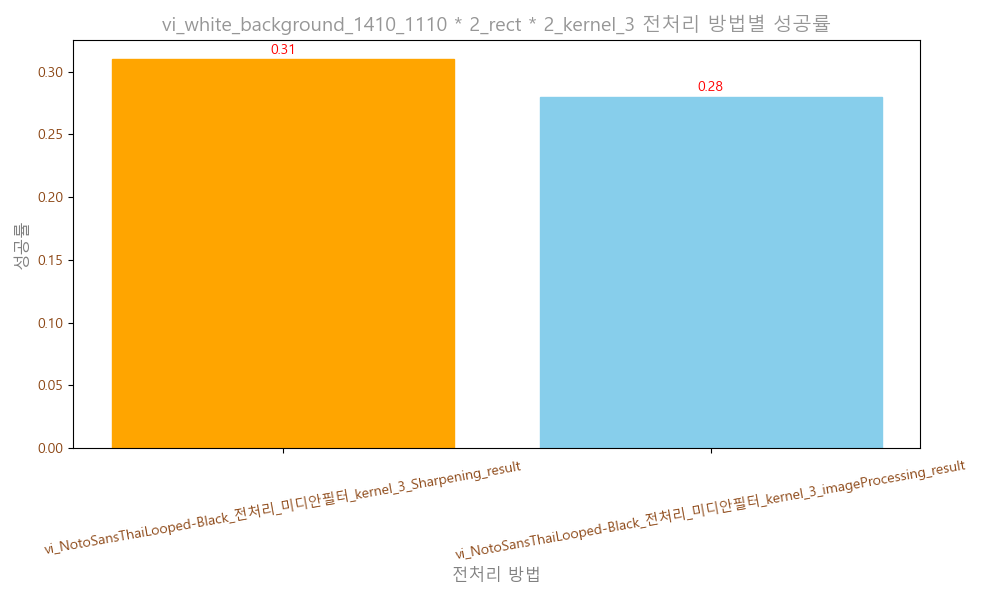 vi_white_background_1410_1110 * 2_rect * 2_kernel_3 전처리 방법별 성공률
0.31
0.28
0.30
0.25
0.20
0.15
0.10
0.05
0.00
성공률
vi_NotoSansThaiLooped-Black_전처리_미디안필터_kernel_3_Sharpening_result
vi_NotoSansThaiLooped-Black_전처리_미디안필터_kernel_3_imageProcessing_result
전처리 방법